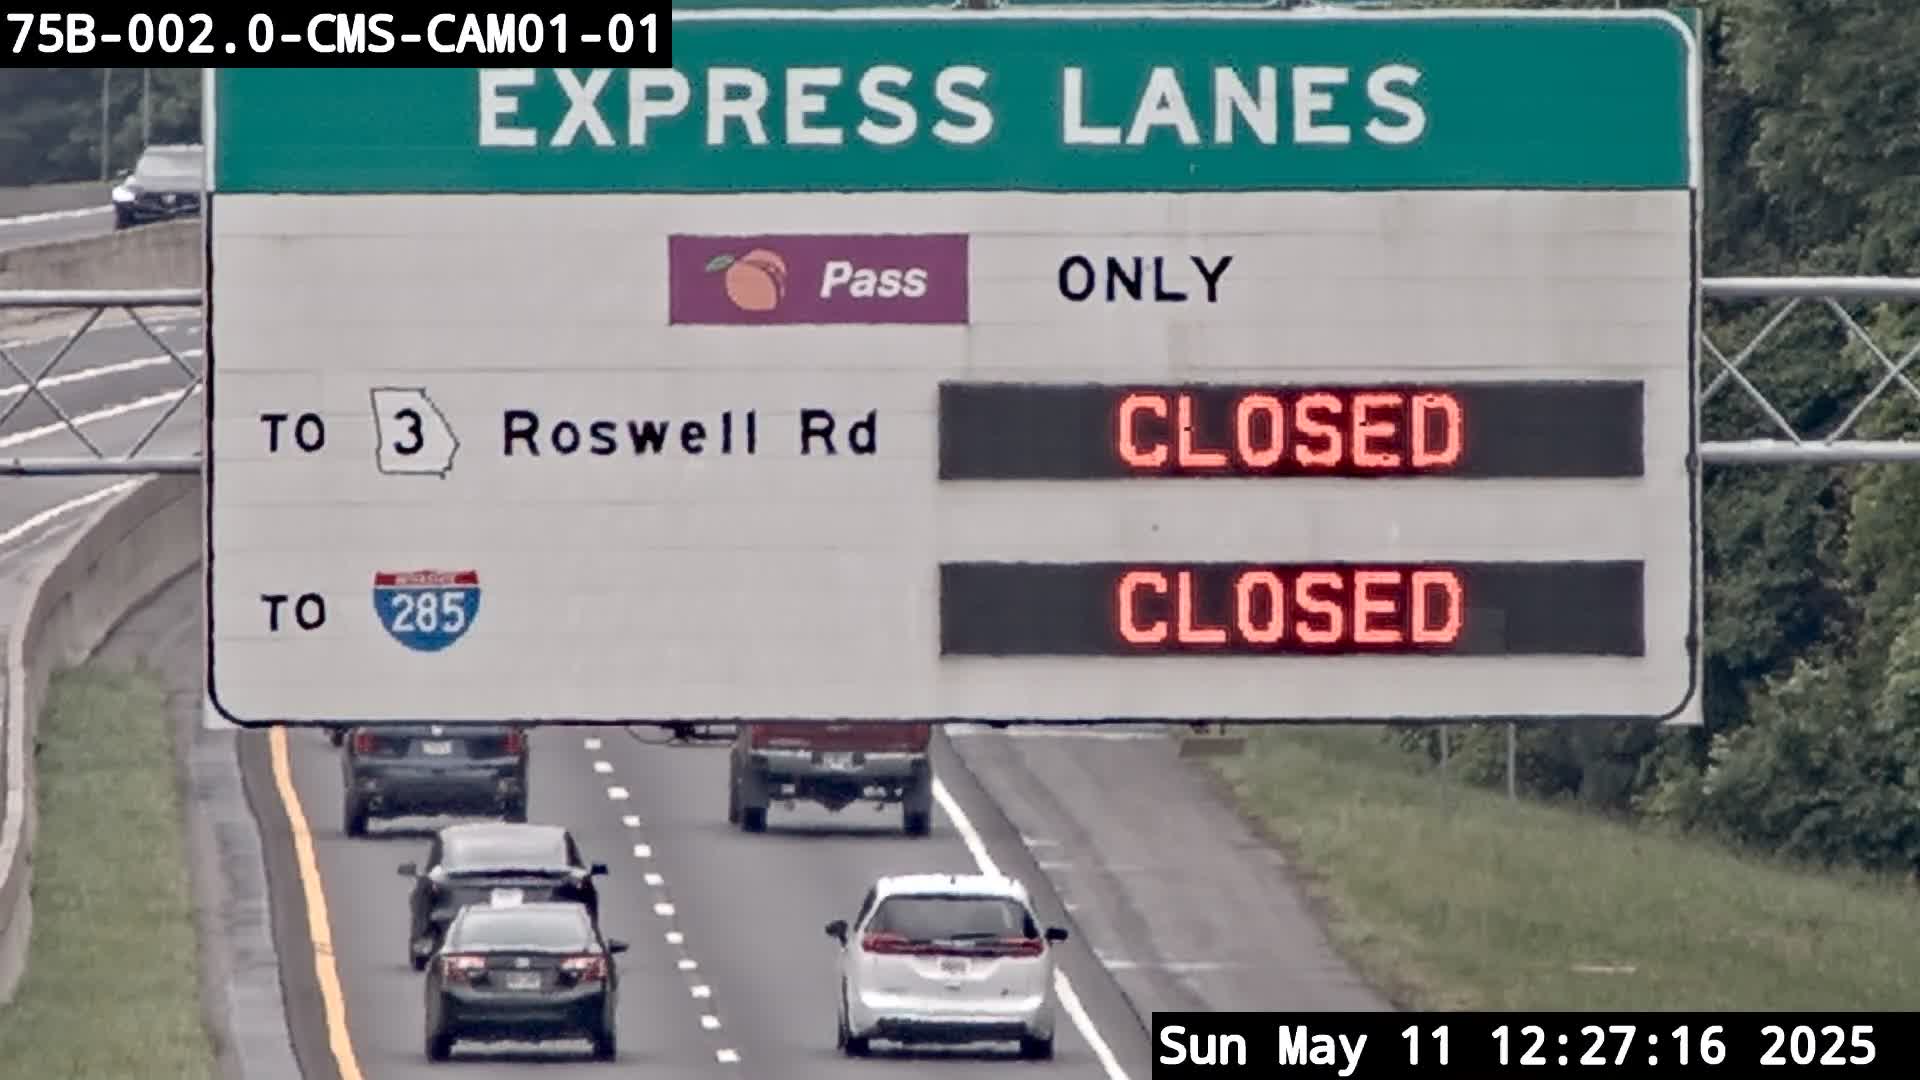 75B-002.0-CMS-CAM01-01
EXPRESS LANES
Pass ONLY
TO 3 Roswell Rd CLOSED
INTERSTATE
TO 285 CLOSED
Sun May 11 12:27:16 2025